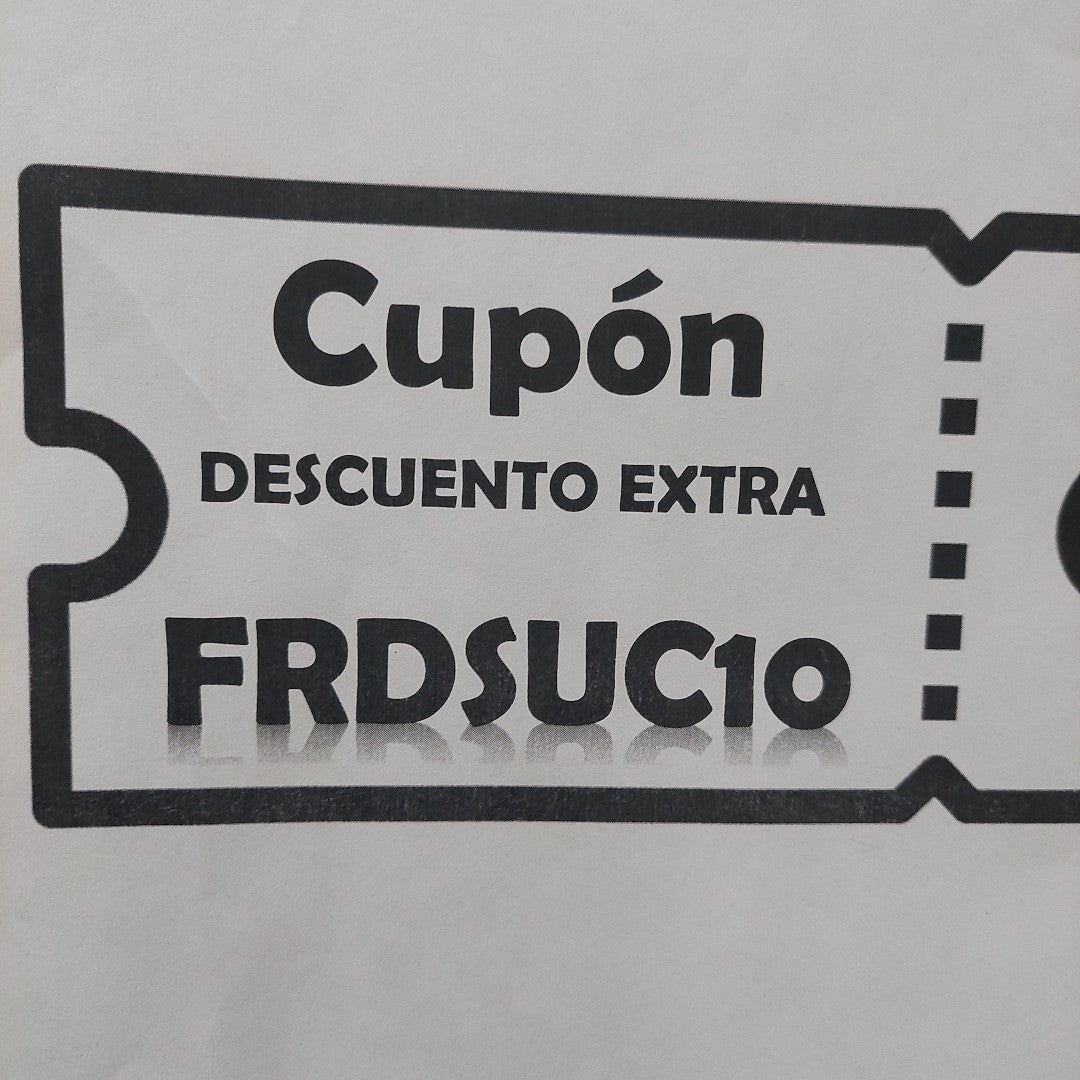 Cupón
DESCUENTO EXTRA
FRDSUC10